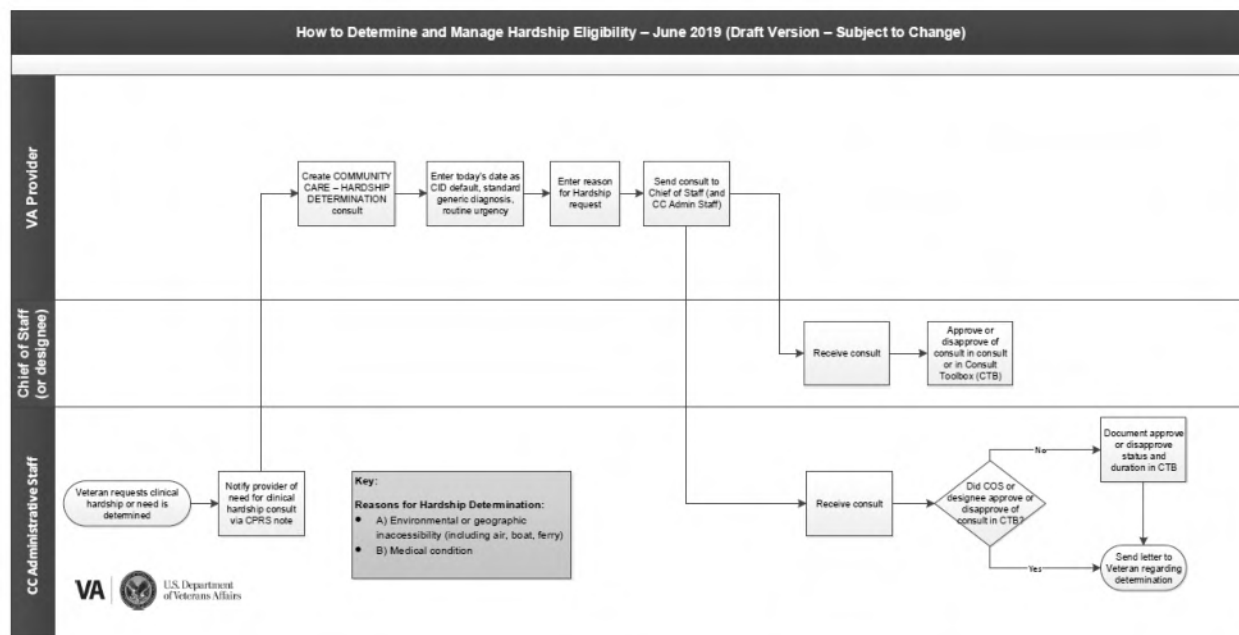 How to Determine and Manage Hardship Eligibility – June 2019 (Draft Version – Subject to Change)
VA Provider
Create COMMUNITY
CARE – HARDSHIP
DETERMINATION
consult
Enter today's date as
CID default, standard
generic diagnosis,
routine urgency
Enter reason
for Hardship
request
Send consult to
Chief of Staff (and
CC Admin Staff)
Chief of Staff
(or designee)
Receive consult
Approve or
disapprove of
consult in consult
or in Consult
Toolbox (CTB)
CC Administrative Staff
Veteran requests clinical
hardship or need is
determined
Notify provider of
need for clinical
hardship consult
via CPRS note
Key:
Reasons for Hardship Determination:
● A) Environmental or geographic
inaccessibility (including air, boat, ferry)
● B) Medical condition
Receive consult
Did COS or
designee approve or
disapprove of
consult in CTB?
No
Document approve
or disapprove
status and
duration in CTB
Yes
Send letter to
Veteran regarding
determination
VA
U.S. Department
of Veterans Affairs